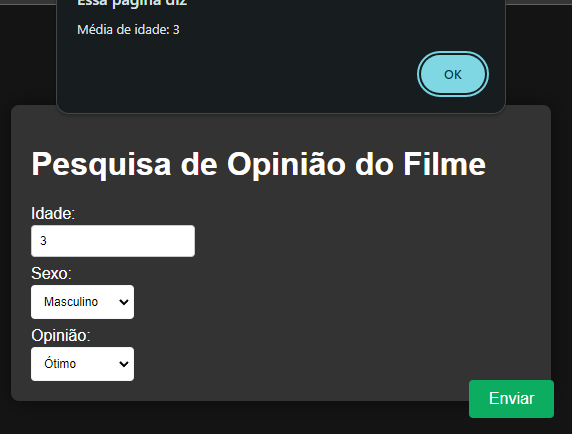 Essa página diz
Média de idade: 3
OK
Pesquisa de Opinião do Filme
Idade:
3
Sexo:
Masculino
Opinião:
Ótimo
Enviar